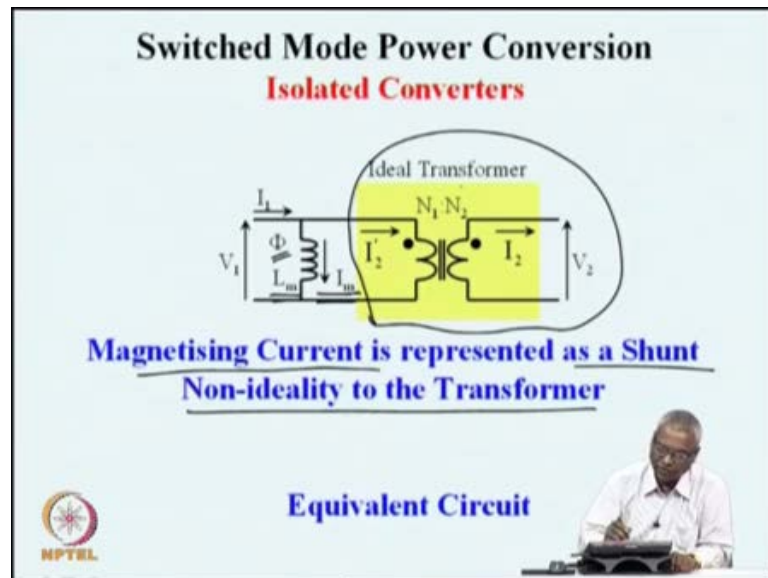 Switched Mode Power Conversion
Isolated Converters
Ideal Transformer
I₁
N₁:N₂
V₁
Φ
I₂'
I₂
V₂
Lₘ
Iₘ
Magnetising Current is represented as a Shunt
Non-ideality to the Transformer
Equivalent Circuit
NPTEL